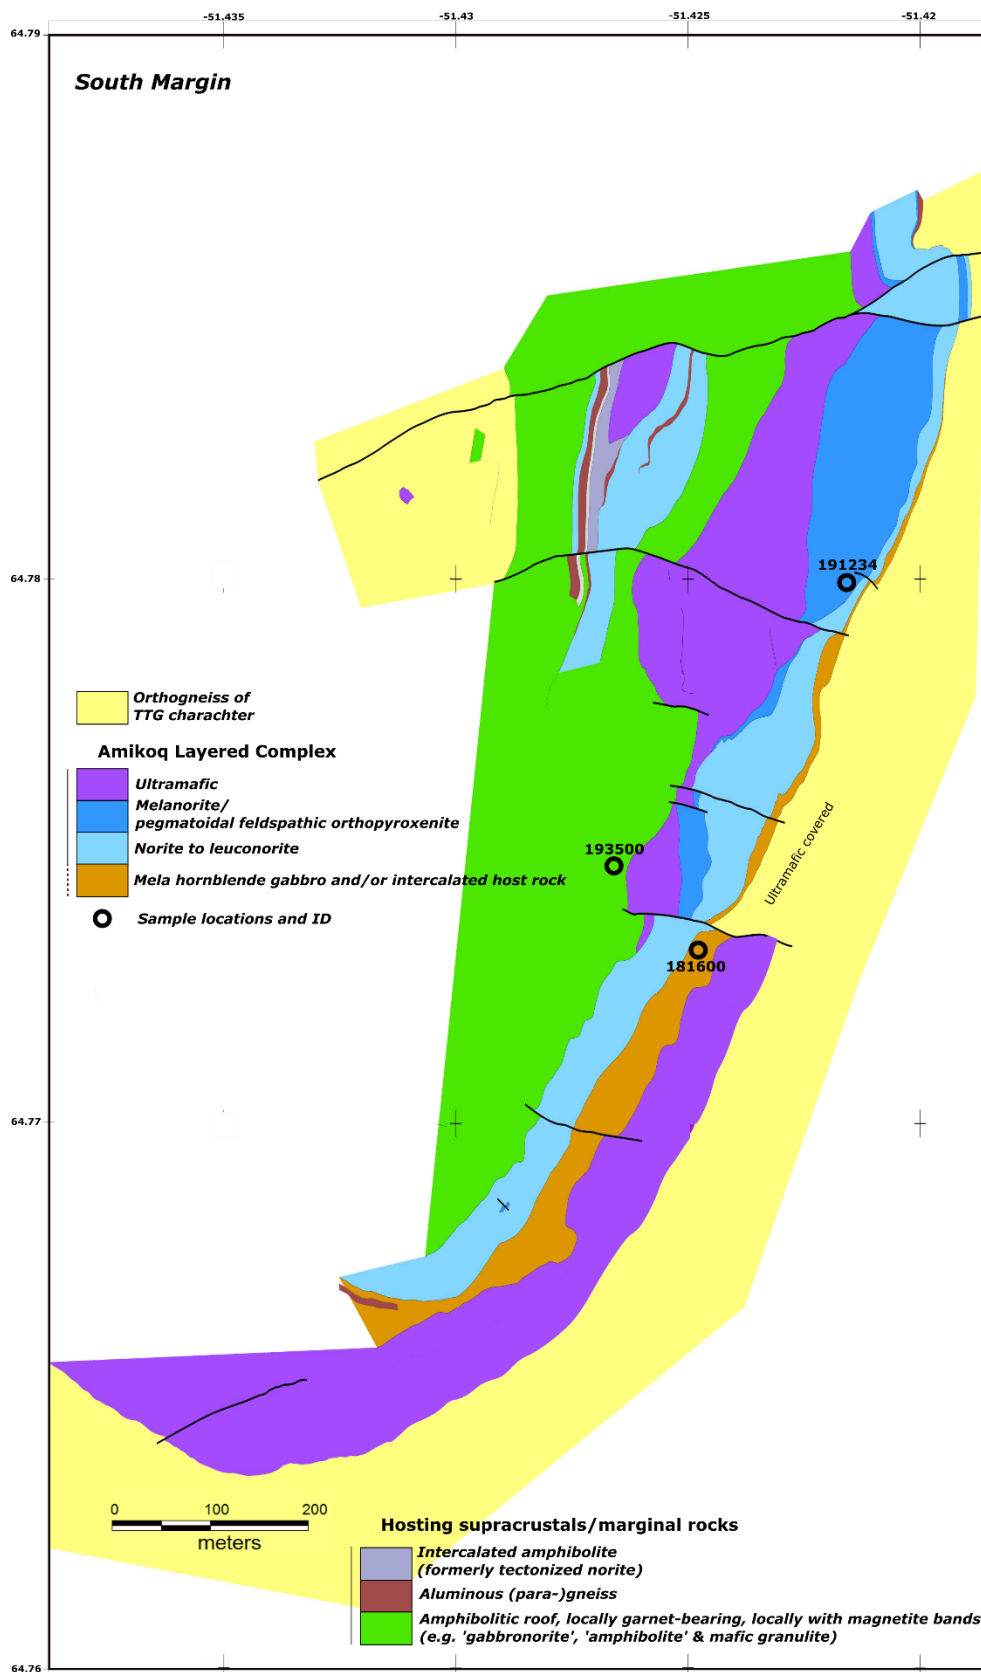 -51.435 -51.43 -51.425 -51.42
64.79
South Margin
191234
64.78
Orthogneiss of
TTG charachter
Amikoq Layered Complex
Ultramafic
Melanorite/
pegmatoidal feldspathic orthopyroxenite
Norite to leuconorite
Mela hornblende gabbro and/or intercalated host rock
Sample locations and ID
Ultramafic covered
193500
181600
64.77
0 100 200
meters
Hosting supracrustals/marginal rocks
Intercalated amphibolite
(formerly tectonized norite)
Aluminous (para-)gneiss
Amphibolitic roof, locally garnet-bearing, locally with magnetite bands
(e.g. 'gabbronorite', 'amphibolite' & mafic granulite)
64.76